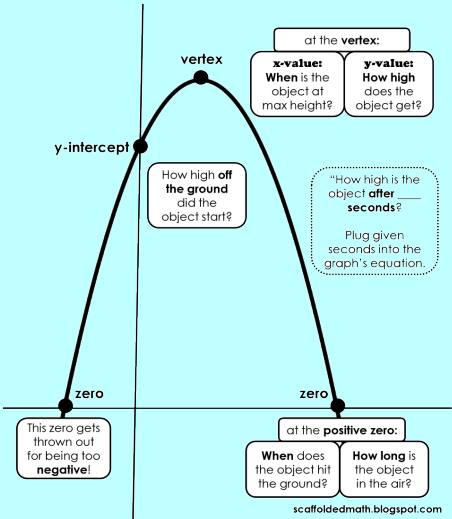 at the vertex:
x-value:
When is the
object at
max height?
y-value:
How high
does the
object get?
vertex
y-intercept
How high off
the ground
did the
object start?
"How high is the
object after ____
seconds?
Plug given
seconds into the
graph's equation.
zero
This zero gets
thrown out
for being too
negative!
zero
at the positive zero:
When does
the object hit
the ground?
How long is
the object
in the air?
scaffoldedmath.blogspot.com